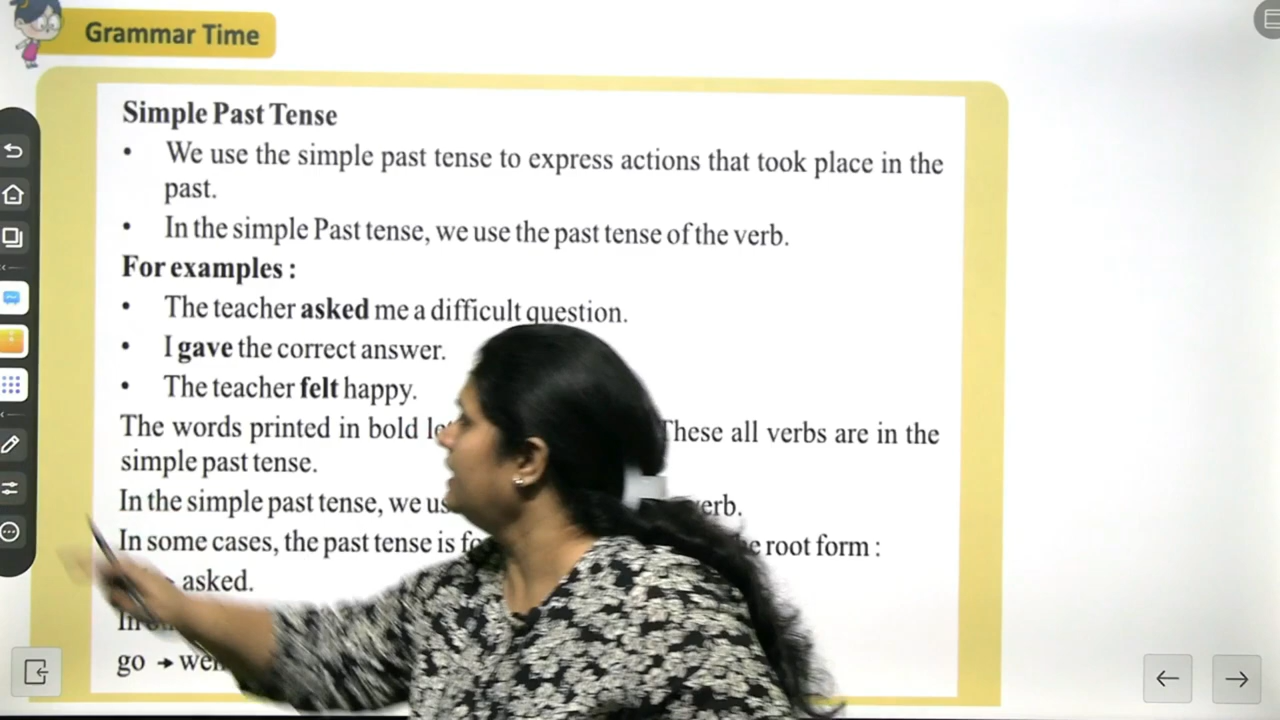 Grammar Time
Simple Past Tense
• We use the simple past tense to express actions that took place in the
past.
• In the simple Past tense, we use the past tense of the verb.
For examples :
• The teacher asked me a difficult question.
• I gave the correct answer.
• The teacher felt happy.
The words printed in bold These all verbs are in the
simple past tense.
In the simple past tense, we
In some cases, the past tense is root form :
asked.
go →